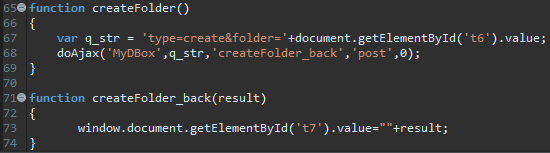 65 function createFolder()
66 {
67 var q_str = 'type=create&folder='+document.getElementById('t6').value;
68 doAjax('MyDBox',q_str,'createFolder_back','post',0);
69 }
70
71 function createFolder_back(result)
72 {
73 window.document.getElementById('t7').value=""+result;
74 }